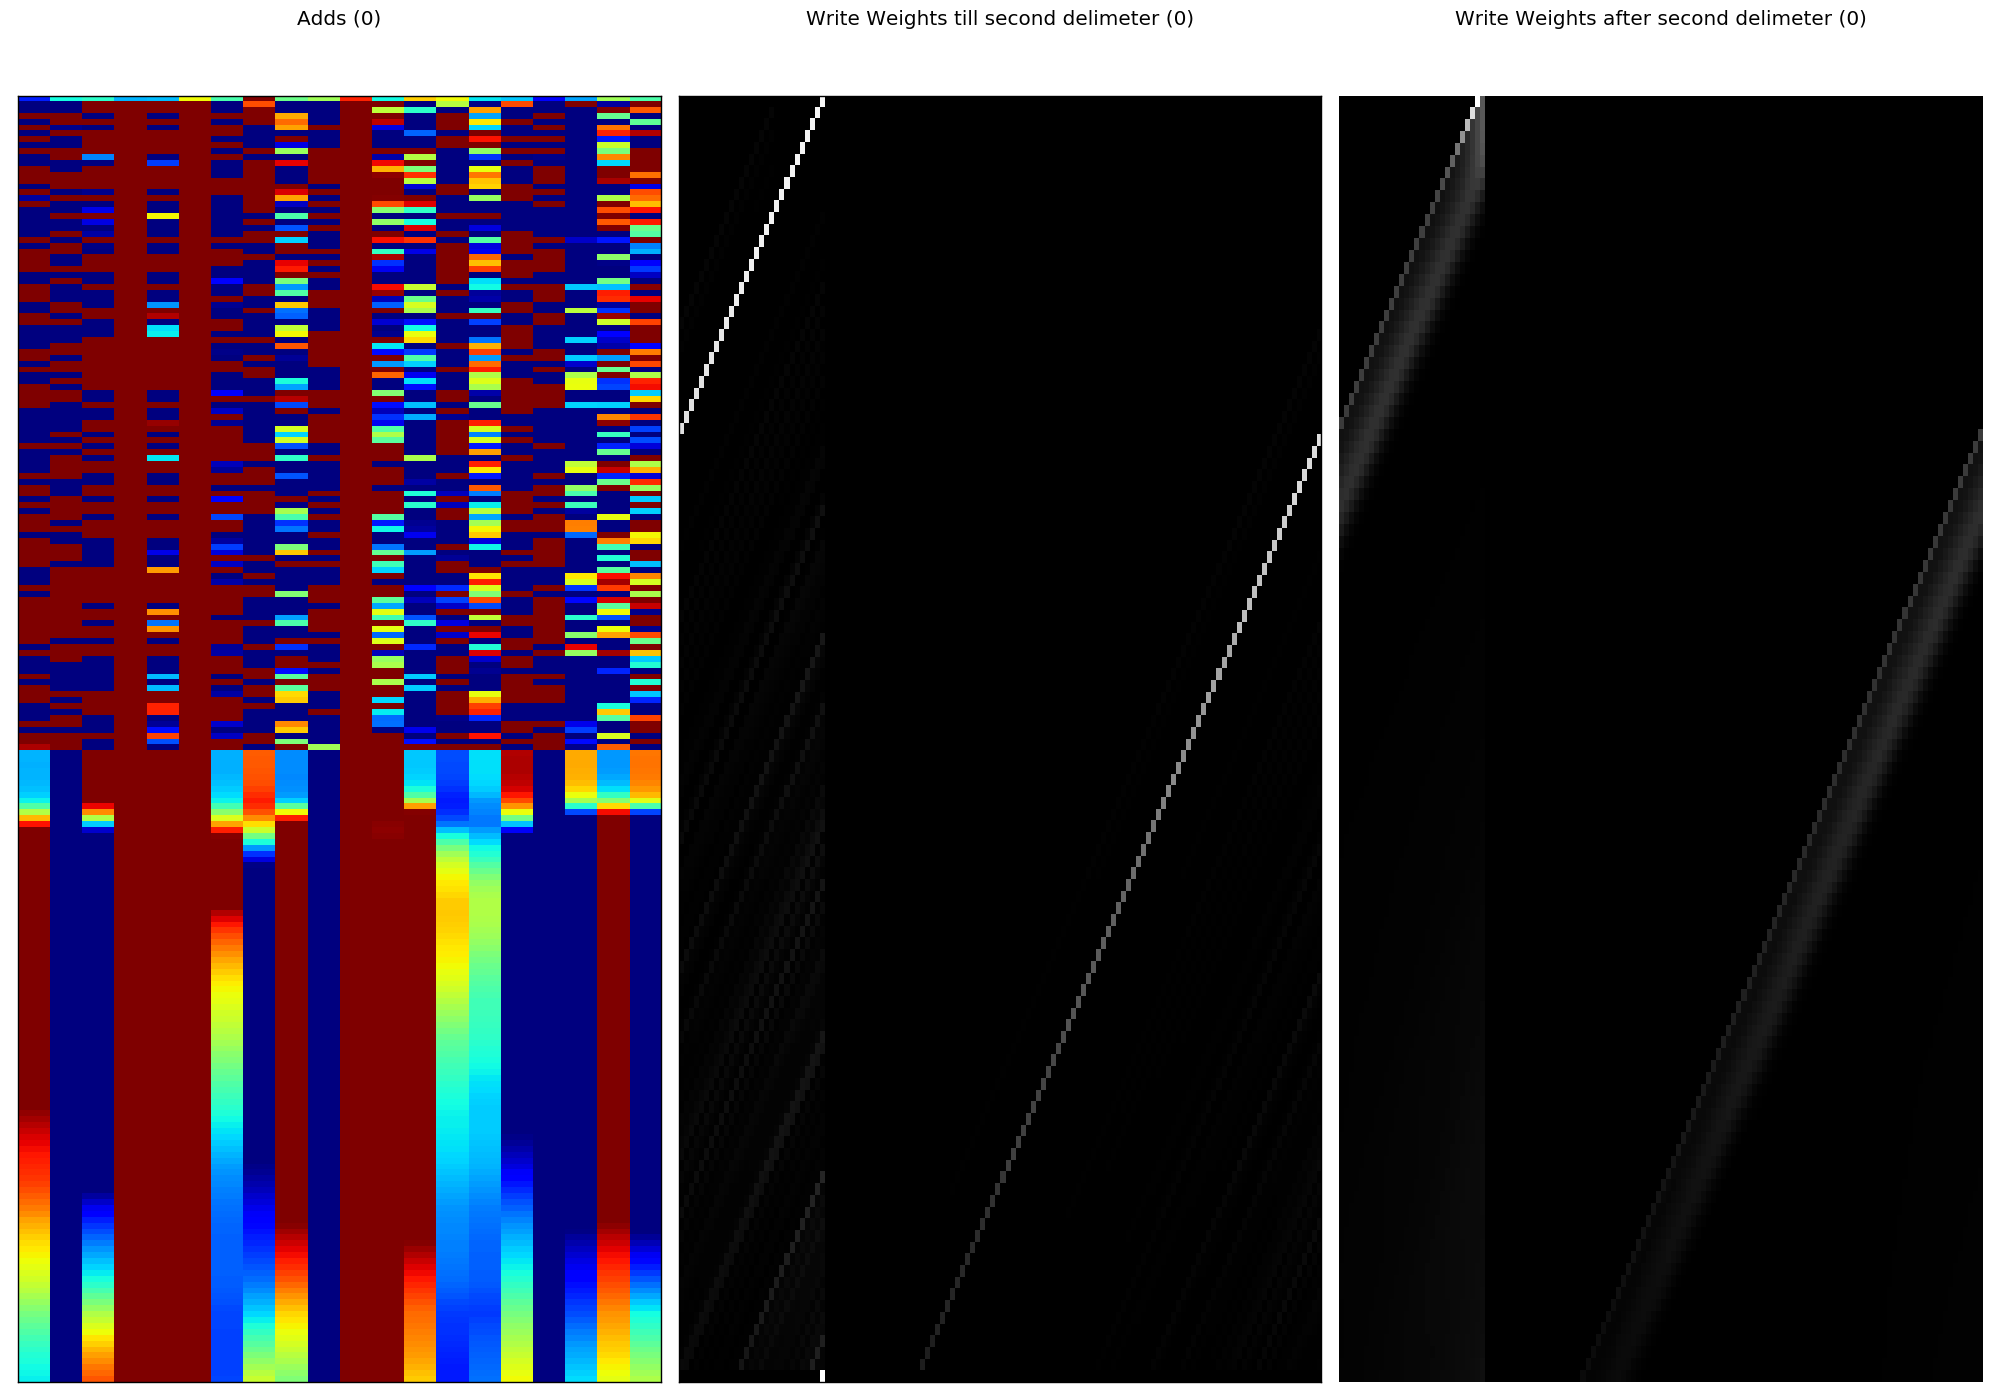 Adds (0)
Write Weights till second delimeter (0)
Write Weights after second delimeter (0)